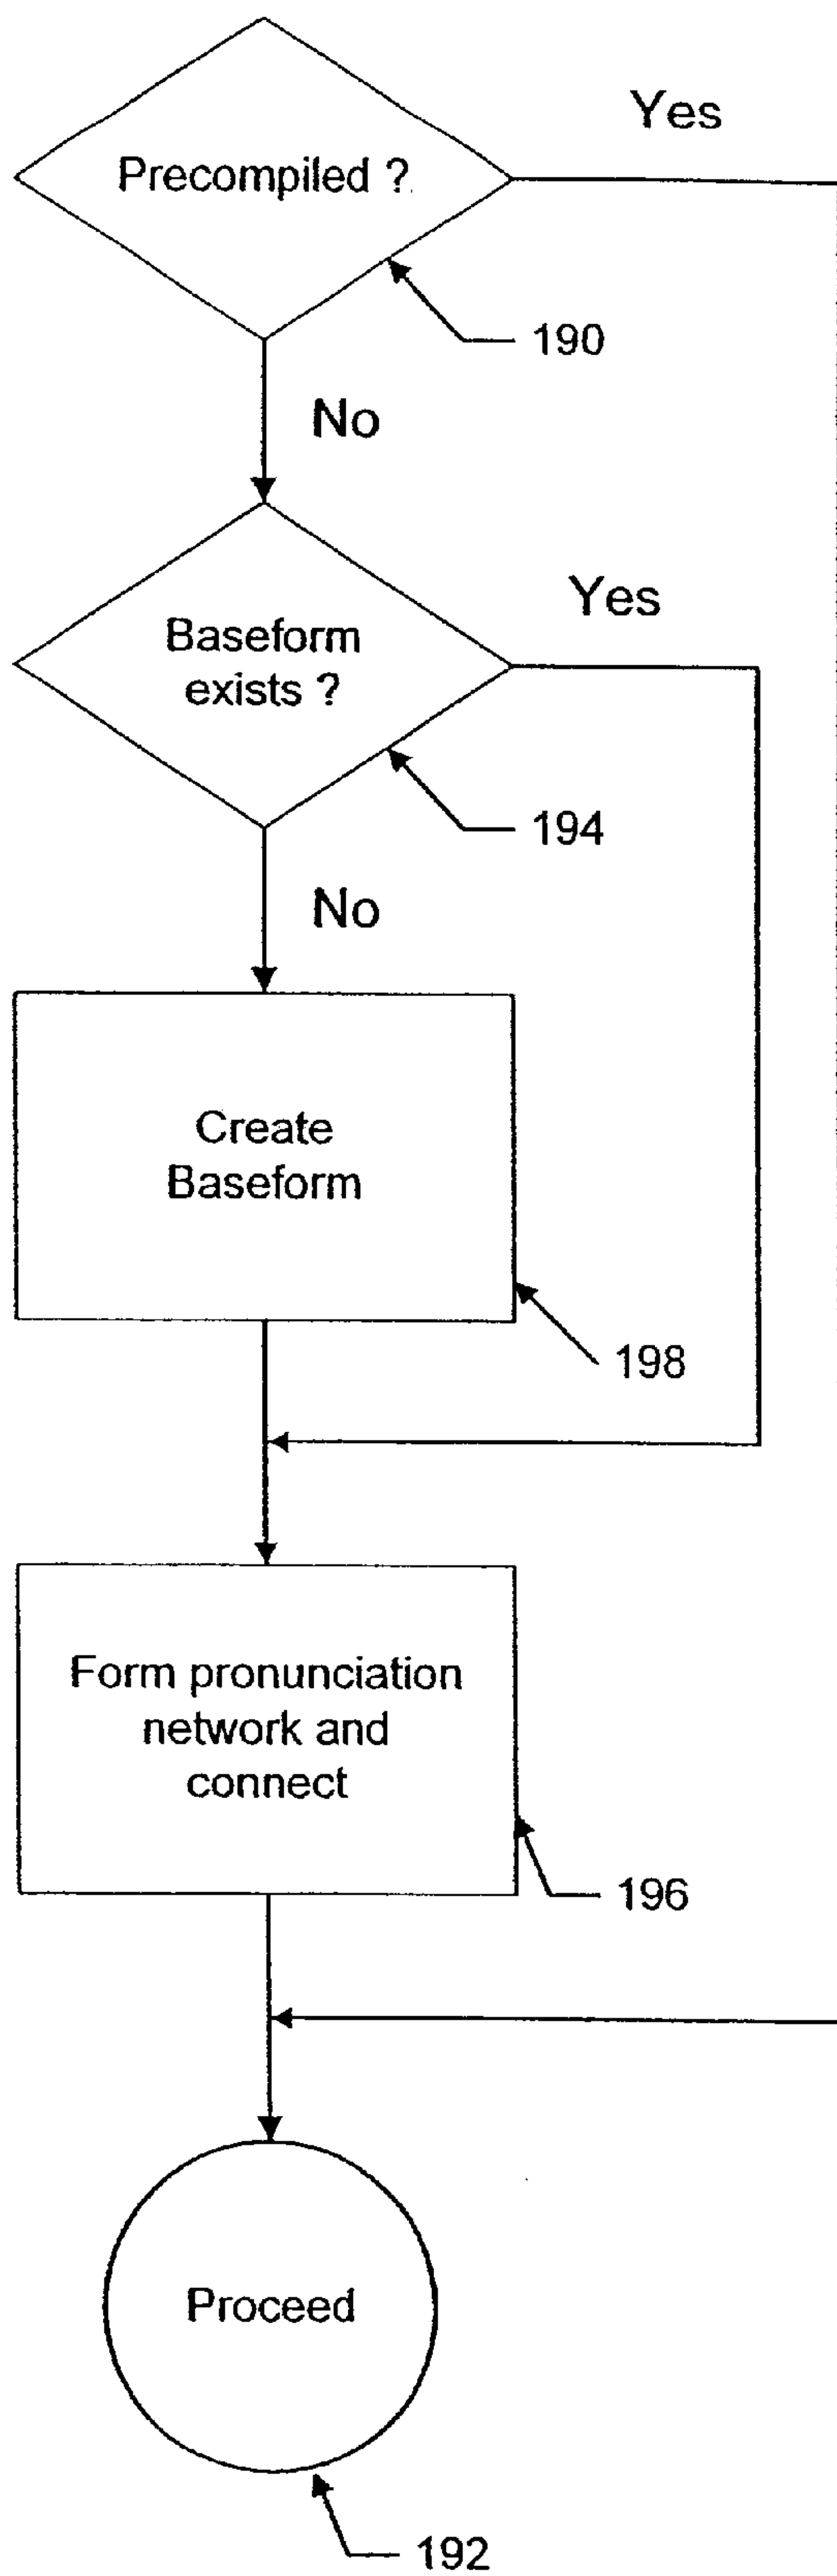 Yes
Precompiled ?
190
No
Yes
Baseform
exists ?
194
No
Create
Baseform
198
Form pronunciation
network and
connect
196
Proceed
192